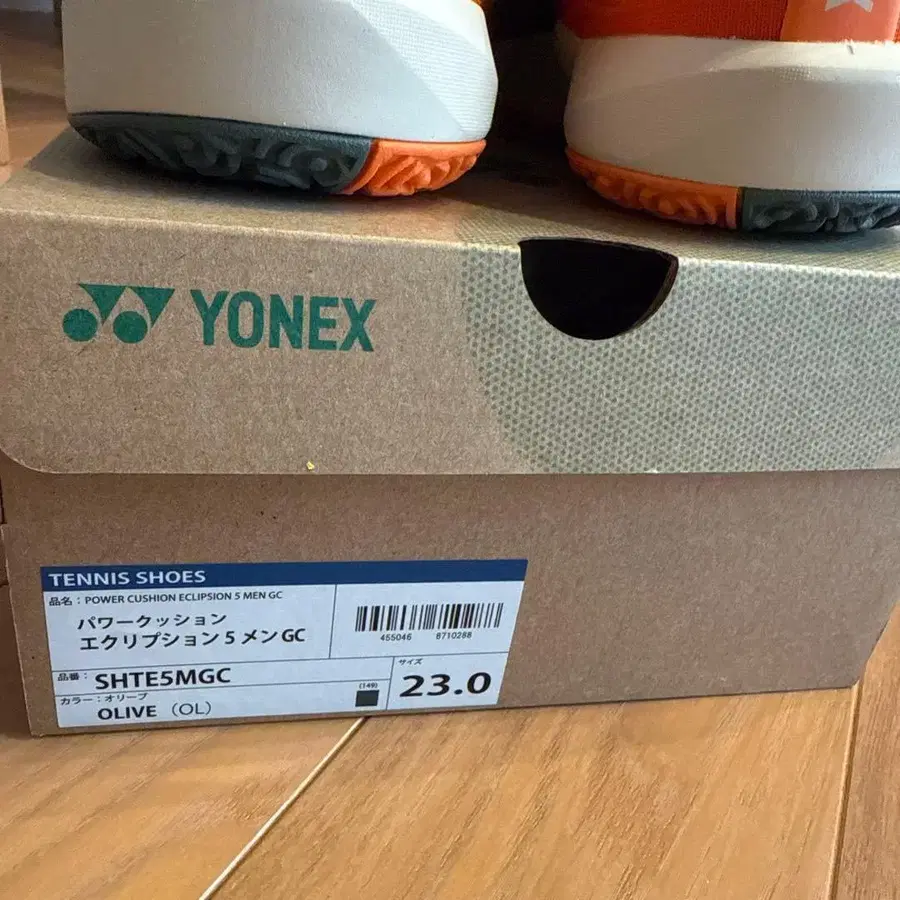 YONEX
TENNIS SHOES
品名：POWER CUSHION ECLIPSION 5 MEN GC
パワークッション
エクリプション 5 メン GC
455046 8710288
品番：SHTE5MGC
カラー：オリーブ
(149)
OLIVE（OL）
サイズ
23.0